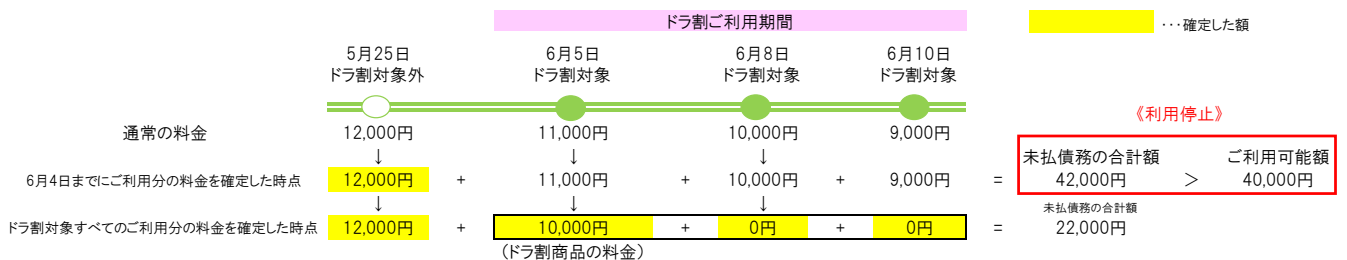 ドラ割ご利用期間
･･･確定した額
5月25日 6月5日 6月8日 6月10日
ドラ割対象外 ドラ割対象 ドラ割対象 ドラ割対象
《利用停止》
通常の料金 12,000円 11,000円 10,000円 9,000円
↓ ↓ ↓
未払債務の合計額 ご利用可能額
6月4日までにご利用分の料金を確定した時点 12,000円 + 11,000円 + 10,000円 + 9,000円 = 42,000円 ＞ 40,000円
↓ ↓ ↓
未払債務の合計額
ドラ割対象すべてのご利用分の料金を確定した時点 12,000円 + 10,000円 + 0円 + 0円 = 22,000円
(ドラ割商品の料金)